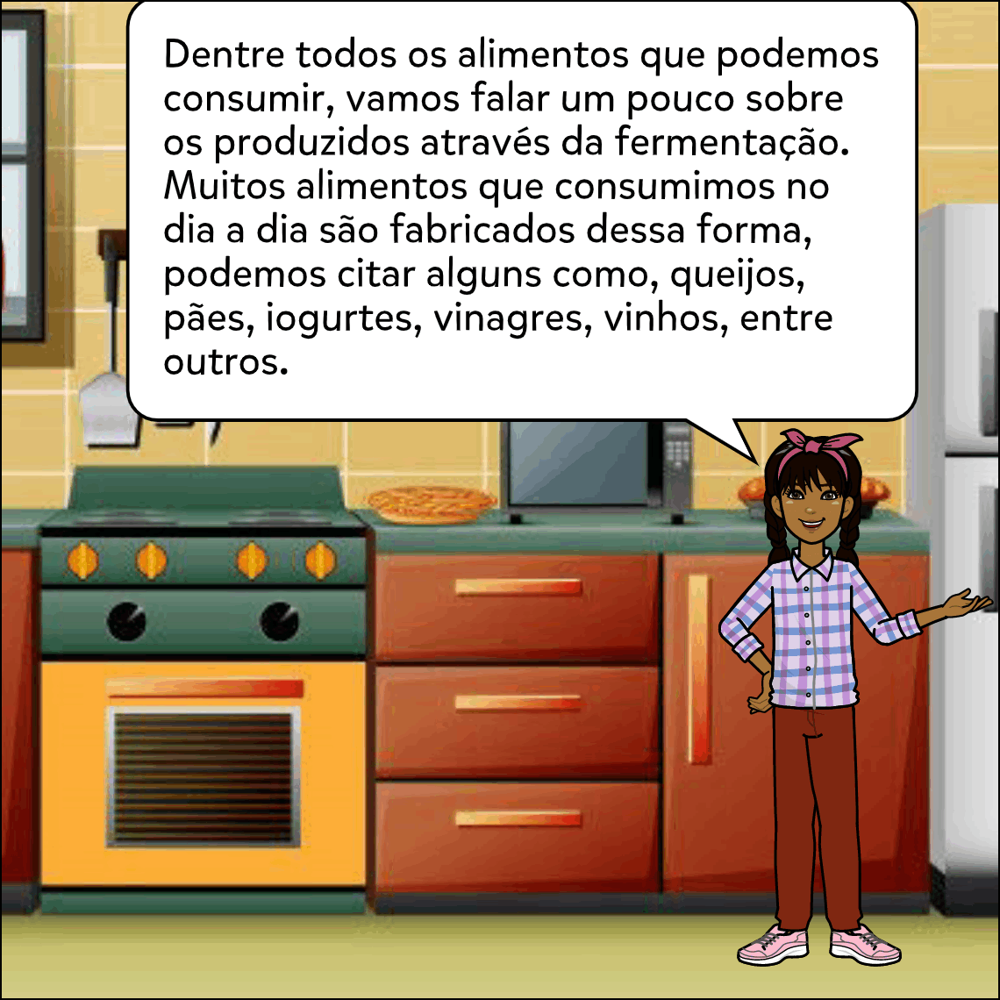 Dentre todos os alimentos que podemos
consumir, vamos falar um pouco sobre
os produzidos através da fermentação.
Muitos alimentos que consumimos no
dia a dia são fabricados dessa forma,
podemos citar alguns como, queijos,
pães, iogurtes, vinagres, vinhos, entre
outros.